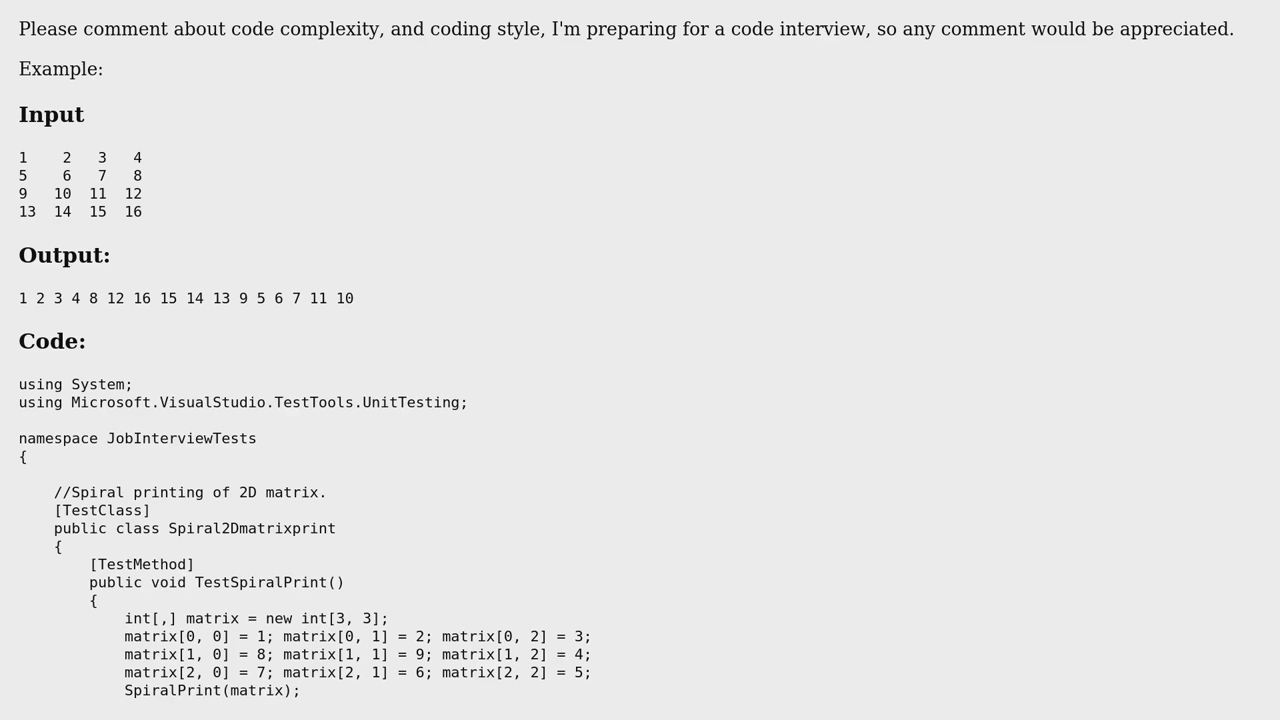 Please comment about code complexity, and coding style, I'm preparing for a code interview, so any comment would be appreciated.
Example:
Input
1    2   3   4
5    6   7   8
9   10  11  12
13  14  15  16
Output:
1 2 3 4 8 12 16 15 14 13 9 5 6 7 11 10
Code:
using System;
using Microsoft.VisualStudio.TestTools.UnitTesting;
namespace JobInterviewTests
{
    //Spiral printing of 2D matrix.
    [TestClass]
    public class Spiral2Dmatrixprint
    {
        [TestMethod]
        public void TestSpiralPrint()
        {
            int[,] matrix = new int[3, 3];
            matrix[0, 0] = 1; matrix[0, 1] = 2; matrix[0, 2] = 3;
            matrix[1, 0] = 8; matrix[1, 1] = 9; matrix[1, 2] = 4;
            matrix[2, 0] = 7; matrix[2, 1] = 6; matrix[2, 2] = 5;
            SpiralPrint(matrix);